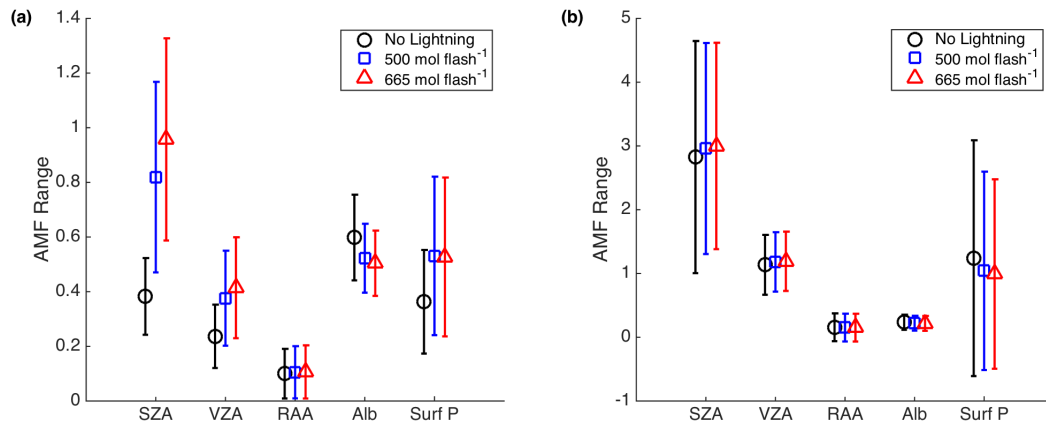 (a)
AMF Range
1.4
1.2
1
0.8
0.6
0.4
0.2
0
SZA VZA RAA Alb Surf P
No Lightning
500 mol flash⁻¹
665 mol flash⁻¹
(b)
AMF Range
5
4
3
2
1
0
-1
SZA VZA RAA Alb Surf P
No Lightning
500 mol flash⁻¹
665 mol flash⁻¹